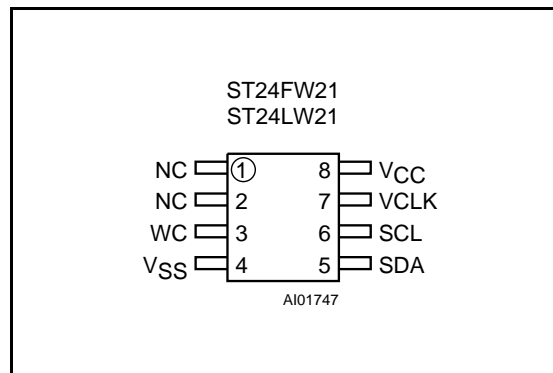 ST24FW21
ST24LW21
NC 1 8 VCC
NC 2 7 VCLK
WC 3 6 SCL
VSS 4 5 SDA
AI01747